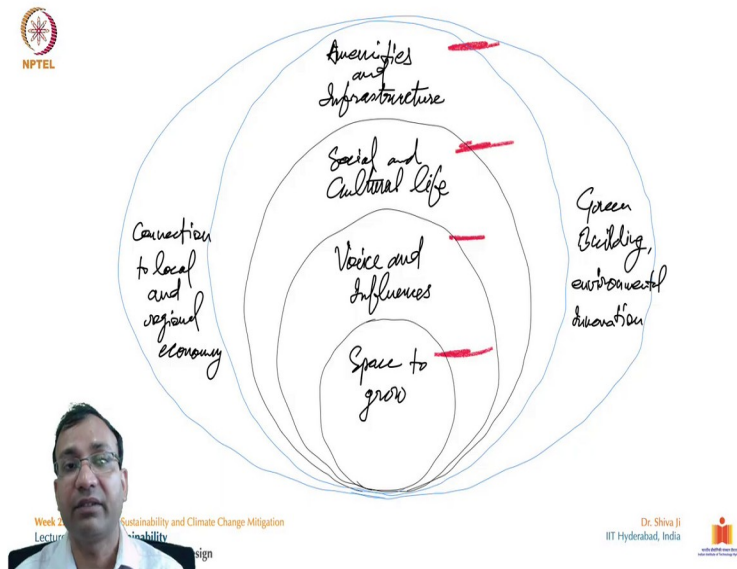 NPTEL
Amenities
and
Infrastructure
Social and
Cultural life
Connection
to local
and
regional
economy
Green
Building,
environmental
Innovation
Voice and
Influences
Space to
grow
Week 2
Sustainability and Climate Change Mitigation
Lectu
inability
sign
Dr. Shiva Ji
IIT Hyderabad, India